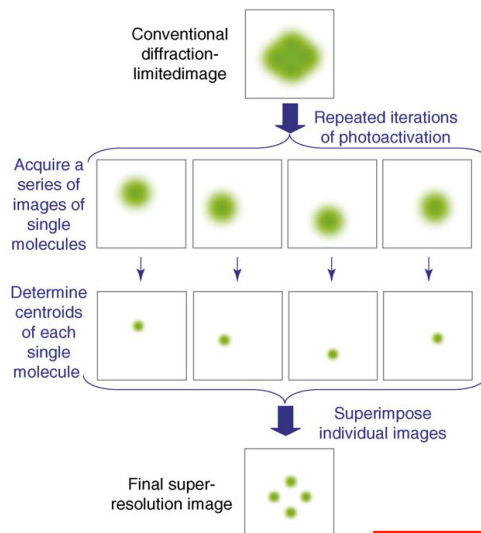 Conventional
diffraction-
limitedimage
Repeated iterations
of photoactivation
Acquire a
series of
images of
single
molecules
Determine
centroids
of each
single
molecule
Superimpose
individual images
Final super-
resolution image